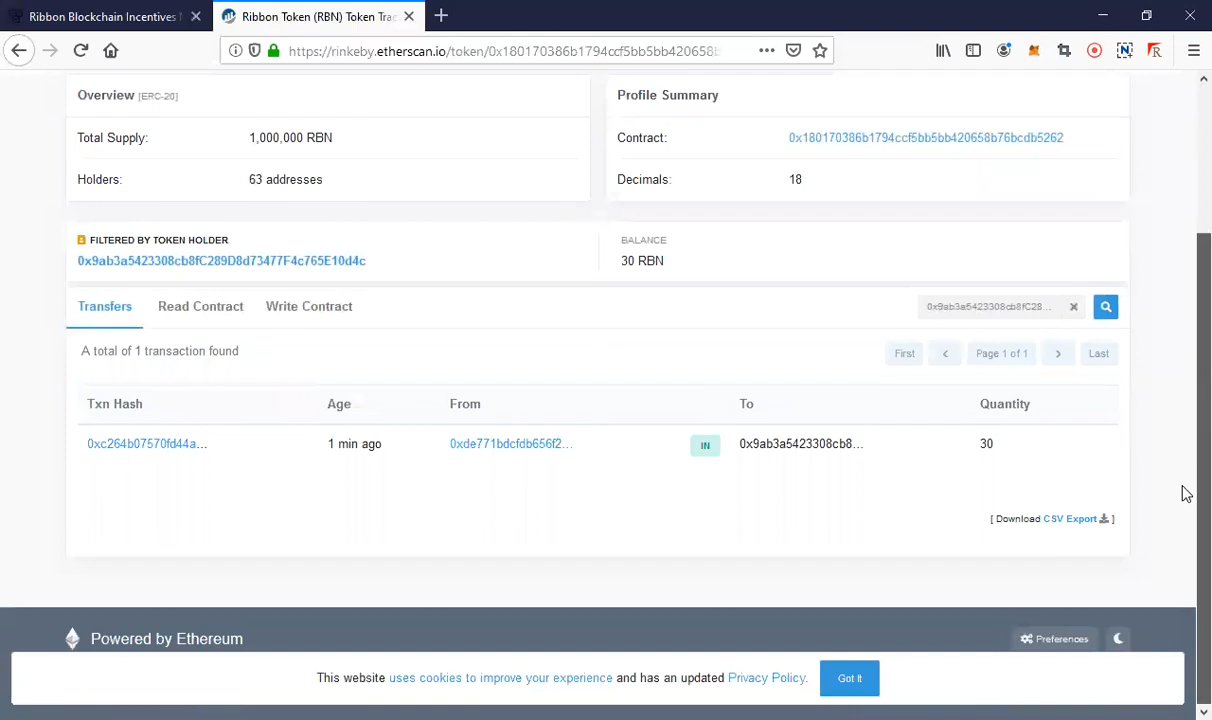 Ribbon Blockchain Incentives
Ribbon Token (RBN) Token Tra
https://rinkeby.etherscan.io/token/0x180170386b1794ccf5bb5bb420658b
Overview [ERC-20]
Profile Summary
Total Supply: 1,000,000 RBN
Contract: 0x180170386b1794ccf5bb5bb420658b76bcdb5262
Holders: 63 addresses
Decimals: 18
FILTERED BY TOKEN HOLDER
0x9ab3a5423308cb8fC289D8d73477F4c765E10d4c
BALANCE
30 RBN
Transfers Read Contract Write Contract
0x9ab3a5423308cb8fC28...
A total of 1 transaction found
First Page 1 of 1 Last
Txn Hash Age From To Quantity
0xc264b07570fd44a... 1 min ago 0xde771bdcfdb656f2... IN 0x9ab3a5423308cb8... 30
[ Download CSV Export ]
Powered by Ethereum
Preferences
This website uses cookies to improve your experience and has an updated Privacy Policy.
Got It